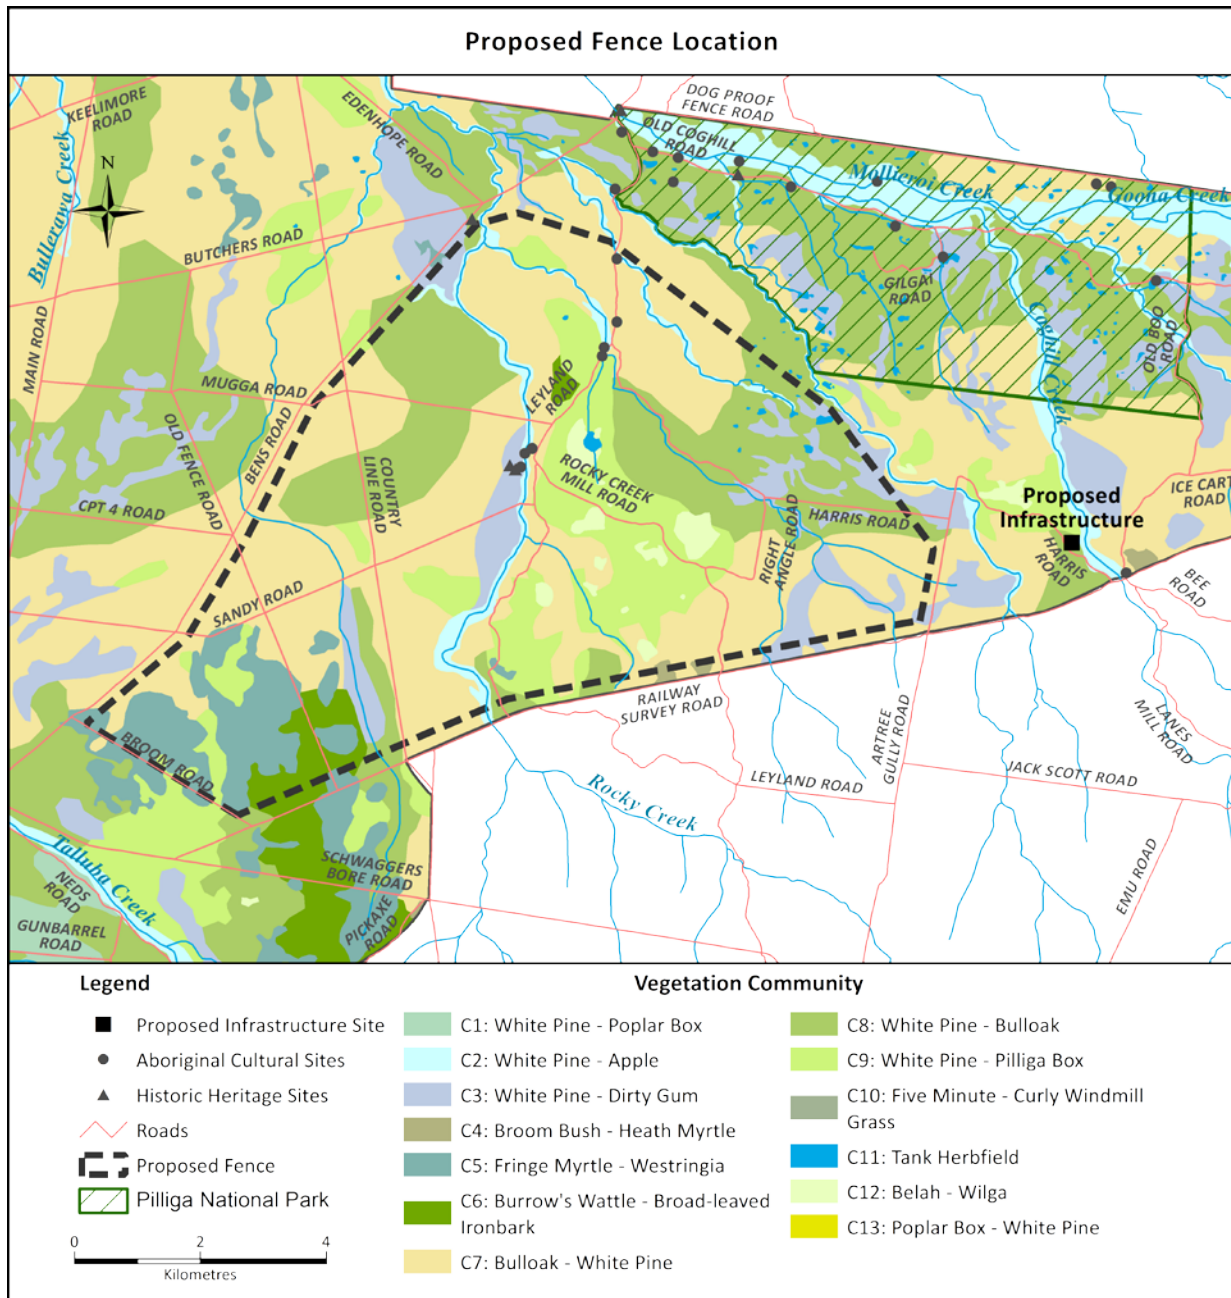 Proposed Fence Location
DOG PROOF
FENCE ROAD
KEELIMORE
ROAD
EDENHOPE ROAD
OLD COGHILL
ROAD
Bullerawa Creek
N
Mollieroi Creek
Goona Creek
BUTCHERS ROAD
GILGAI
ROAD
MAIN ROAD
Coghill Creek
OLD BOO
ROAD
MUGGA ROAD
LEYLAND
ROAD
OLD FENCE ROAD
BENS ROAD
COUNTRY
LINE ROAD
ROCKY CREEK
MILL ROAD
CPT 4 ROAD
RIGHT
ANGLE ROAD
HARRIS ROAD
Proposed
Infrastructure
ICE CART
ROAD
HARRIS
ROAD
BEE
ROAD
SANDY ROAD
RAILWAY
SURVEY ROAD
ARTREE
GULLY ROAD
LANES
MILL ROAD
BROOM ROAD
LEYLAND ROAD
JACK SCOTT ROAD
Rocky Creek
Talluba Creek
SCHWAGGERS
BORE ROAD
NEDS
ROAD
PICKAXE
ROAD
EMU ROAD
GUNBARREL
ROAD
Legend
Proposed Infrastructure Site
Aboriginal Cultural Sites
Historic Heritage Sites
Roads
Proposed Fence
Pilliga National Park
0 2 4
Kilometres
Vegetation Community
C1: White Pine - Poplar Box
C2: White Pine - Apple
C3: White Pine - Dirty Gum
C4: Broom Bush - Heath Myrtle
C5: Fringe Myrtle - Westringia
C6: Burrow's Wattle - Broad-leaved
Ironbark
C7: Bulloak - White Pine
C8: White Pine - Bulloak
C9: White Pine - Pilliga Box
C10: Five Minute - Curly Windmill
Grass
C11: Tank Herbfield
C12: Belah - Wilga
C13: Poplar Box - White Pine